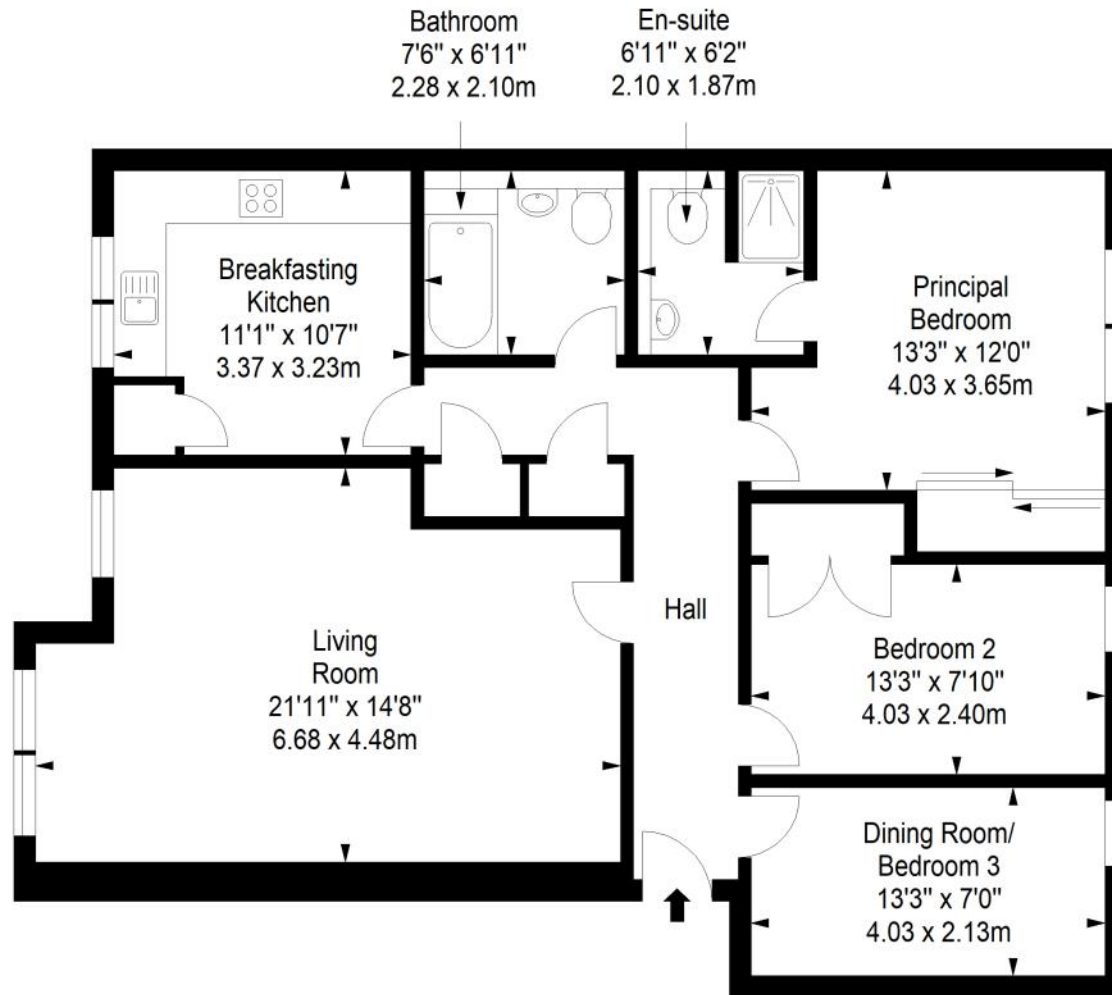 Bathroom
7'6" x 6'11"
2.28 x 2.10m
En-suite
6'11" x 6'2"
2.10 x 1.87m
Breakfasting
Kitchen
11'1" x 10'7"
3.37 x 3.23m
Principal
Bedroom
13'3" x 12'0"
4.03 x 3.65m
Living
Room
21'11" x 14'8"
6.68 x 4.48m
Hall
Bedroom 2
13'3" x 7'10"
4.03 x 2.40m
Dining Room/
Bedroom 3
13'3" x 7'0"
4.03 x 2.13m